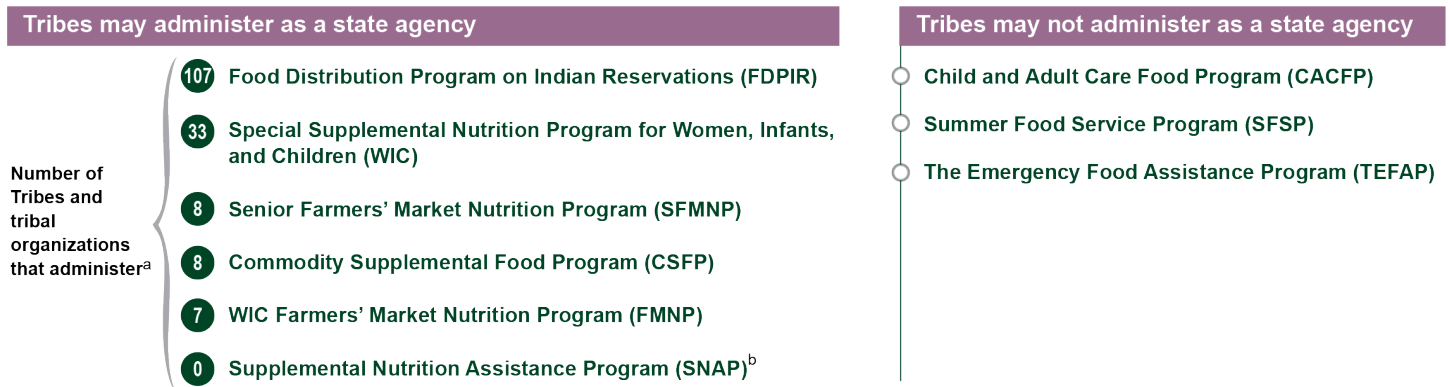 Tribes may administer as a state agency
Number of
Tribes and
tribal
organizations
that administerᵃ
107 Food Distribution Program on Indian Reservations (FDPIR)
33 Special Supplemental Nutrition Program for Women, Infants,
and Children (WIC)
8 Senior Farmers’ Market Nutrition Program (SFMNP)
8 Commodity Supplemental Food Program (CSFP)
7 WIC Farmers’ Market Nutrition Program (FMNP)
0 Supplemental Nutrition Assistance Program (SNAP)ᵇ
Tribes may not administer as a state agency
Child and Adult Care Food Program (CACFP)
Summer Food Service Program (SFSP)
The Emergency Food Assistance Program (TEFAP)